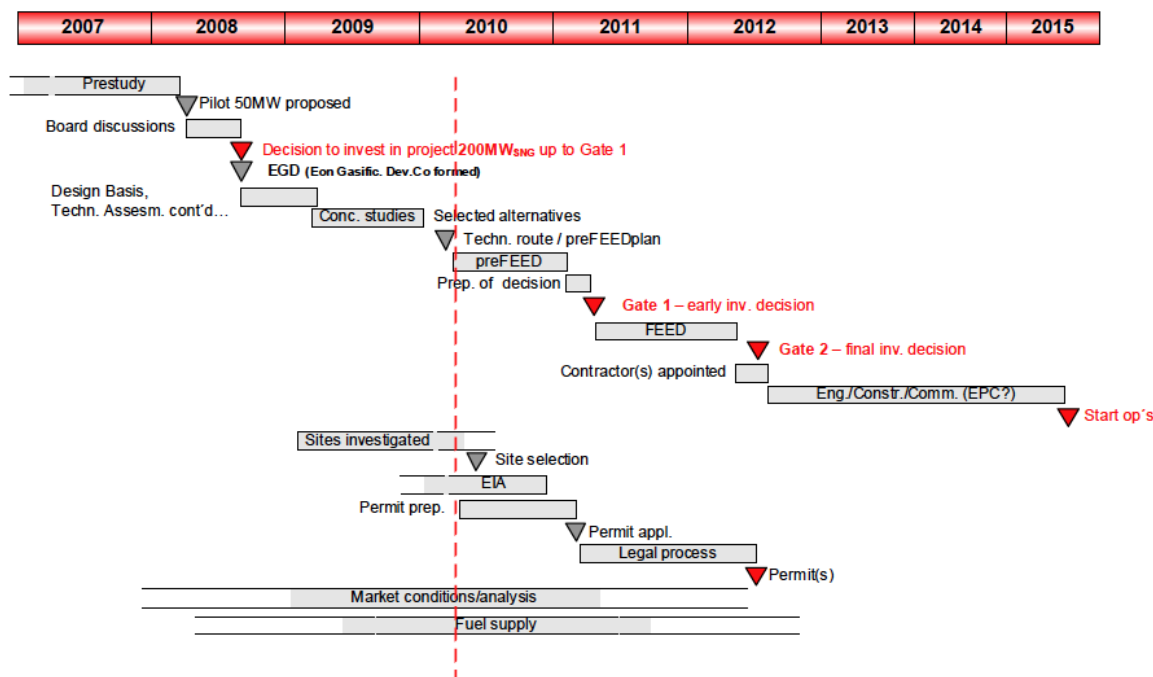 2007 2008 2009 2010 2011 2012 2013 2014 2015
Prestudy
Pilot 50MW proposed
Board discussions
Decision to invest in project 200MWSNG up to Gate 1
EGD (Eon Gasific. Dev.Co formed)
Design Basis,
Techn. Assesm. cont´d…
Conc. studies
Selected alternatives
Techn. route / preFEEDplan
preFEED
Prep. of decision
Gate 1 – early inv. decision
FEED
Gate 2 – final inv. decision
Contractor(s) appointed
Eng./Constr./Comm. (EPC?)
Start op´s
Sites investigated
Site selection
EIA
Permit prep.
Permit appl.
Legal process
Permit(s)
Market conditions/analysis
Fuel supply